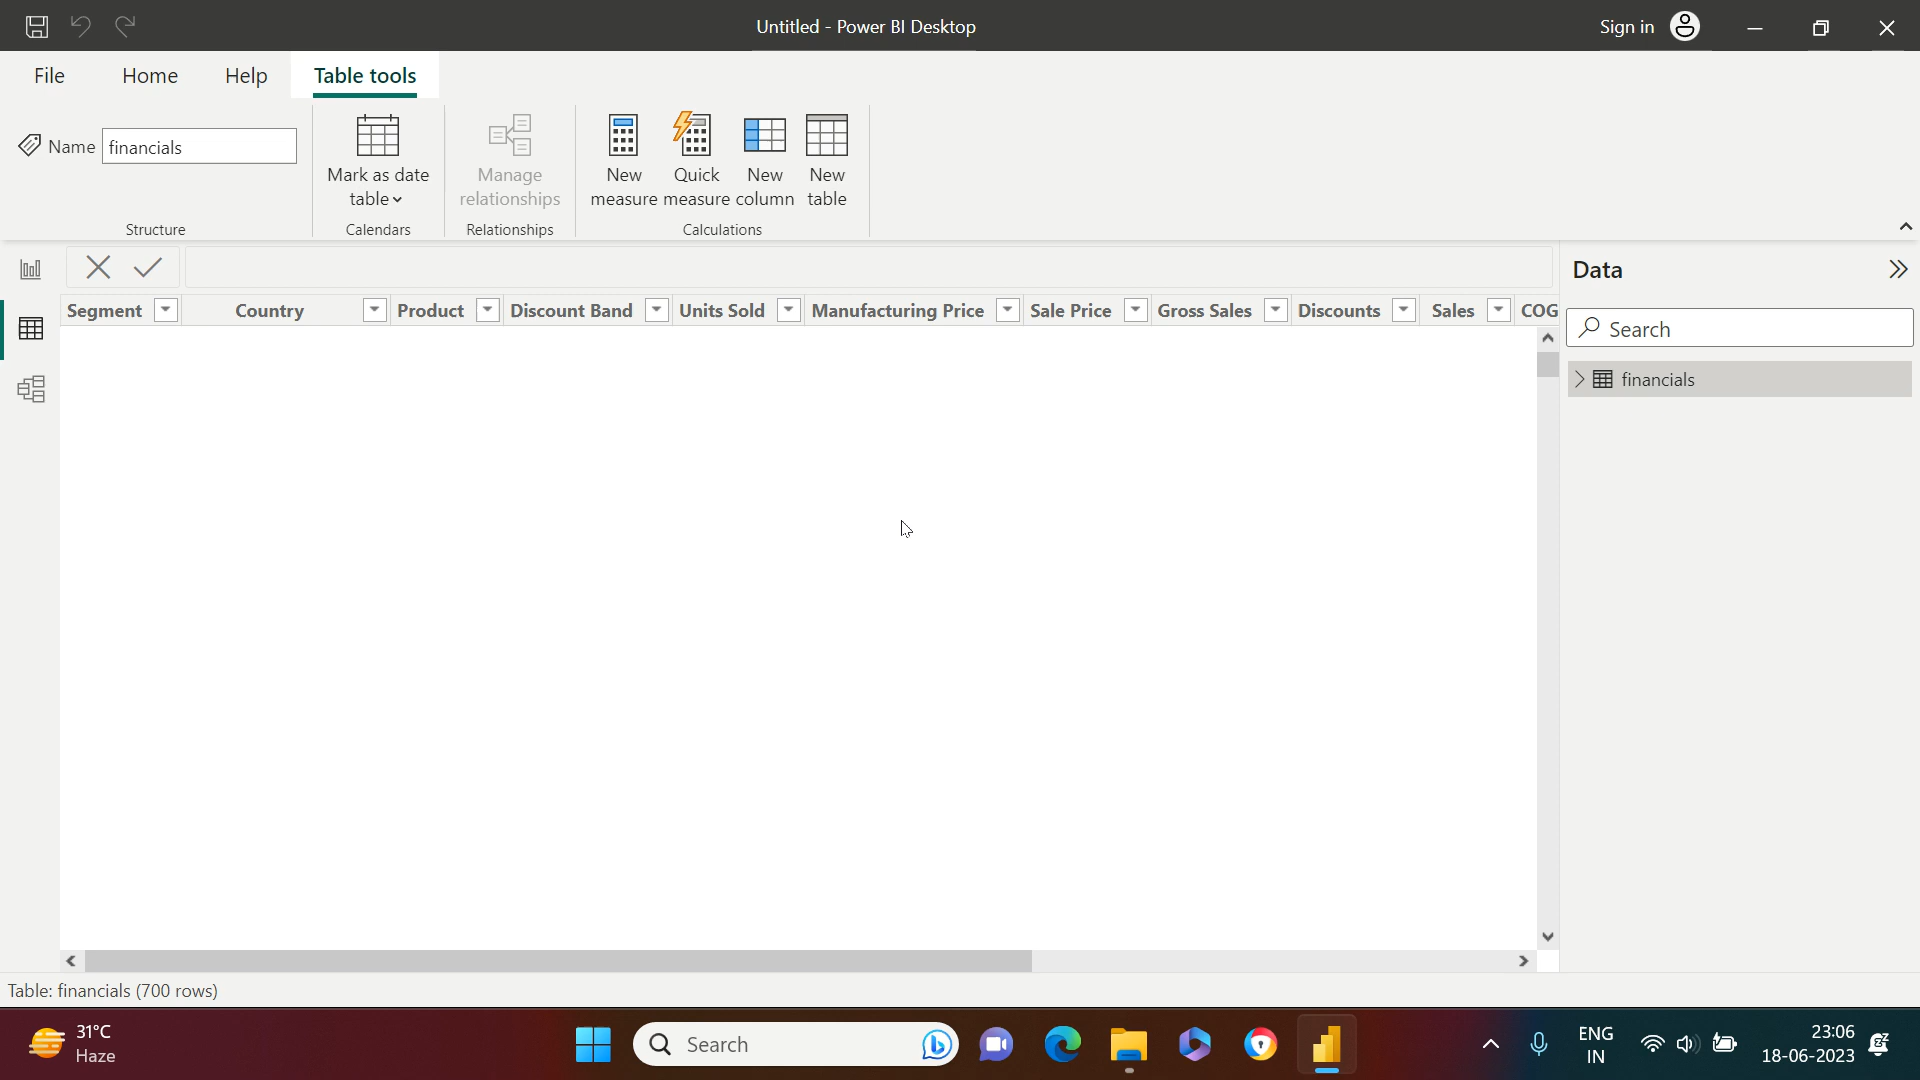 Untitled - Power BI Desktop
Sign in
File Home Help Table tools
Name financials
Mark as date table
Manage relationships
New measure
Quick measure
New column
New table
Structure Calendars Relationships Calculations
Data
Segment Country Product Discount Band Units Sold Manufacturing Price Sale Price Gross Sales Discounts Sales COG
Search
financials
Table: financials (700 rows)
31°C
Haze
Search
ENG
IN
23:06
18-06-2023